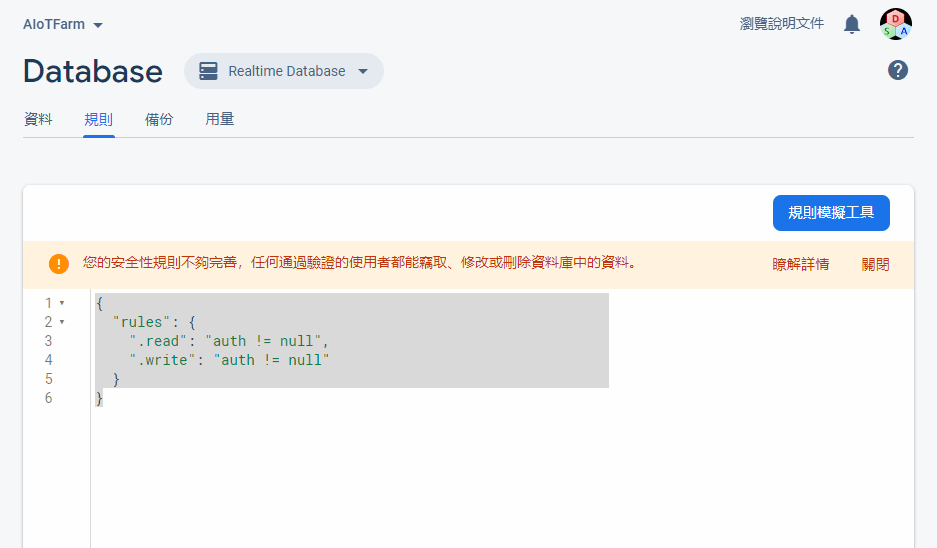 AIoTFarm
瀏覽說明文件
D
S
A
Database
Realtime Database
?
資料 規則 備份 用量
規則模擬工具
! 您的安全性規則不夠完善，任何通過驗證的使用者都能竊取、修改或刪除資料庫中的資料。 瞭解詳情 關閉
1 {
2 "rules": {
3 ".read": "auth != null",
4 ".write": "auth != null"
5 }
6 }